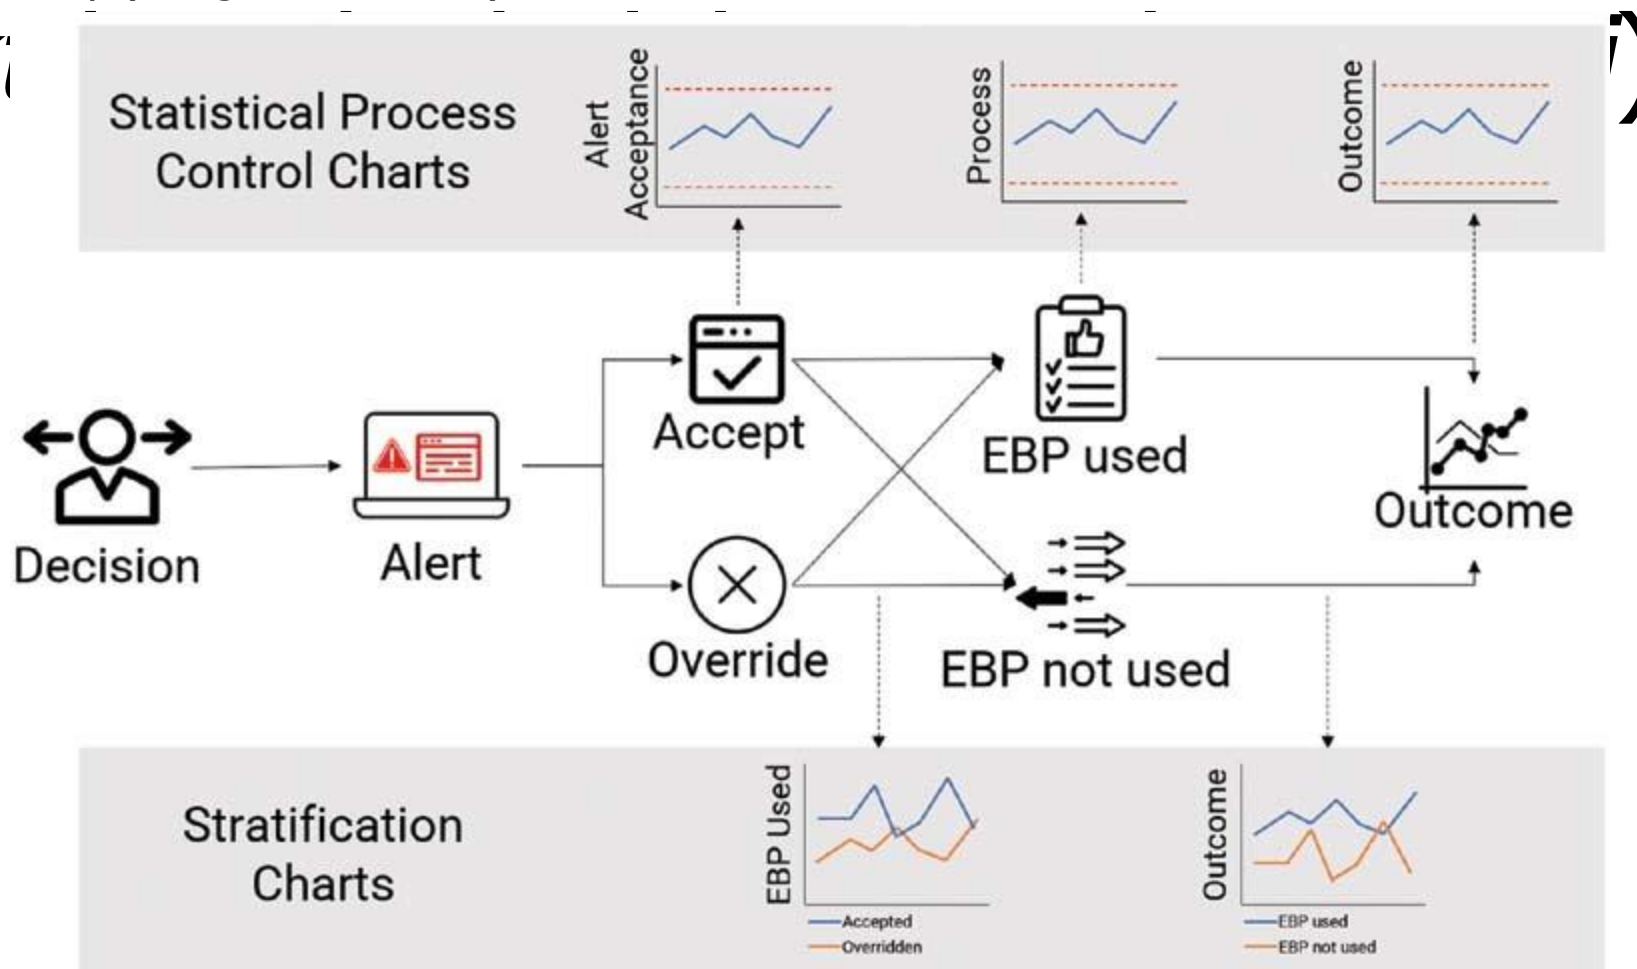 Statistical Process
Control Charts
Alert
Acceptance
Process
Outcome
Accept
EBP used
Decision
Alert
Outcome
Override
EBP not used
Stratification
Charts
EBP Used
Accepted
Overridden
Outcome
EBP used
EBP not used